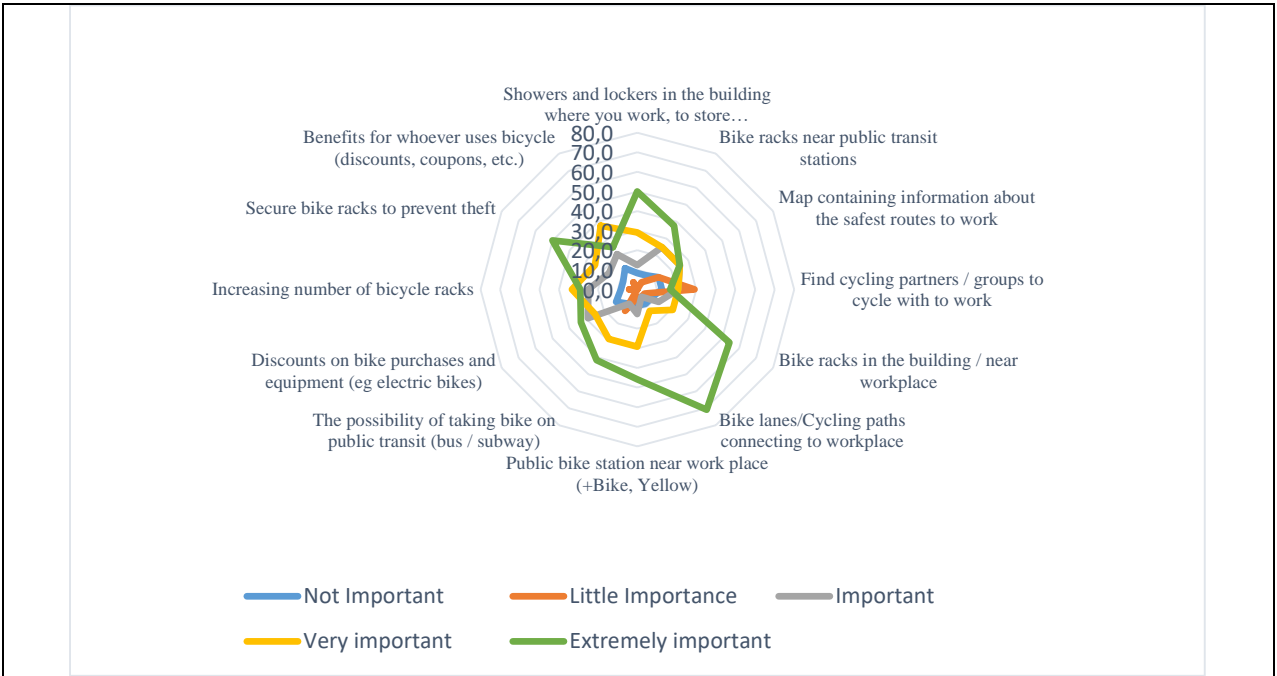 Showers and lockers in the building
where you work, to store…
Benefits for whoever uses bicycle
(discounts, coupons, etc.)
Bike racks near public transit
stations
Secure bike racks to prevent theft
Map containing information about
the safest routes to work
Increasing number of bicycle racks
Find cycling partners / groups to
cycle with to work
Discounts on bike purchases and
equipment (eg electric bikes)
Bike racks in the building / near
workplace
The possibility of taking bike on
public transit (bus / subway)
Bike lanes/Cycling paths
connecting to workplace
Public bike station near work place
(+Bike, Yellow)
80,0
70,0
60,0
50,0
40,0
30,0
20,0
10,0
0,0
Not Important
Little Importance
Important
Very important
Extremely important